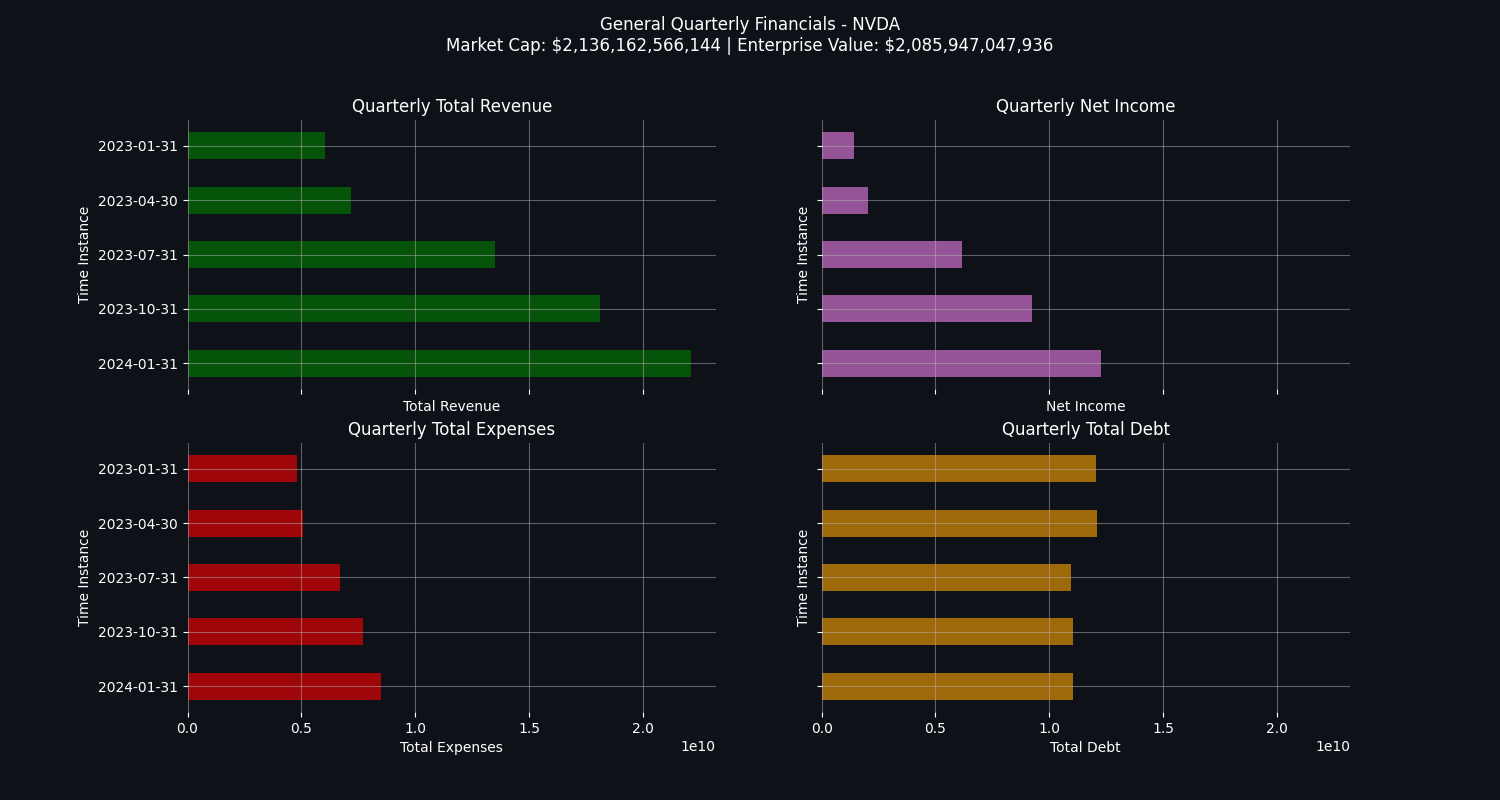 General Quarterly Financials - NVDA
Market Cap: $2,136,162,566,144 | Enterprise Value: $2,085,947,047,936
Quarterly Total Revenue
Time Instance
2023-01-31
2023-04-30
2023-07-31
2023-10-31
2024-01-31
Total Revenue
Quarterly Net Income
Time Instance
Net Income
Quarterly Total Expenses
Time Instance
2023-01-31
2023-04-30
2023-07-31
2023-10-31
2024-01-31
0.0 0.5 1.0 1.5 2.0
Total Expenses 1e10
Quarterly Total Debt
Time Instance
0.0 0.5 1.0 1.5 2.0
Total Debt 1e10